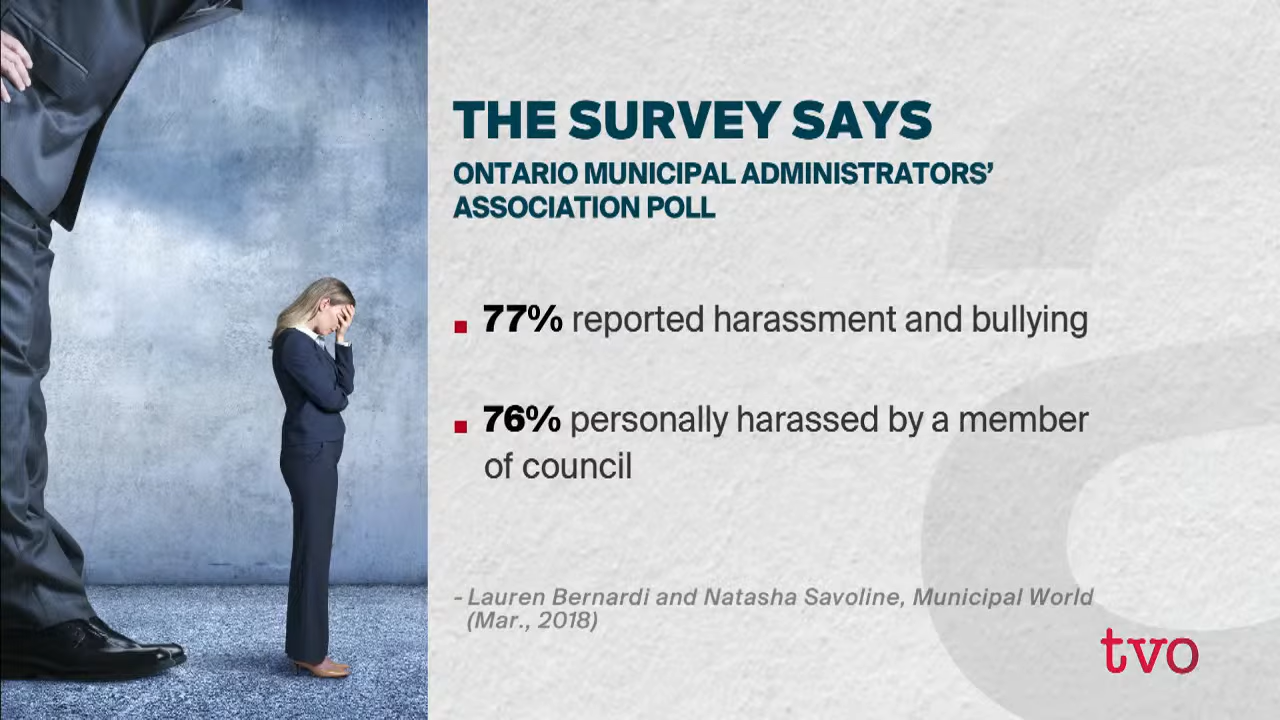 THE SURVEY SAYS
ONTARIO MUNICIPAL ADMINISTRATORS’
ASSOCIATION POLL
77% reported harassment and bullying
76% personally harassed by a member
of council
- Lauren Bernardi and Natasha Savoline, Municipal World
(Mar., 2018)
tvo